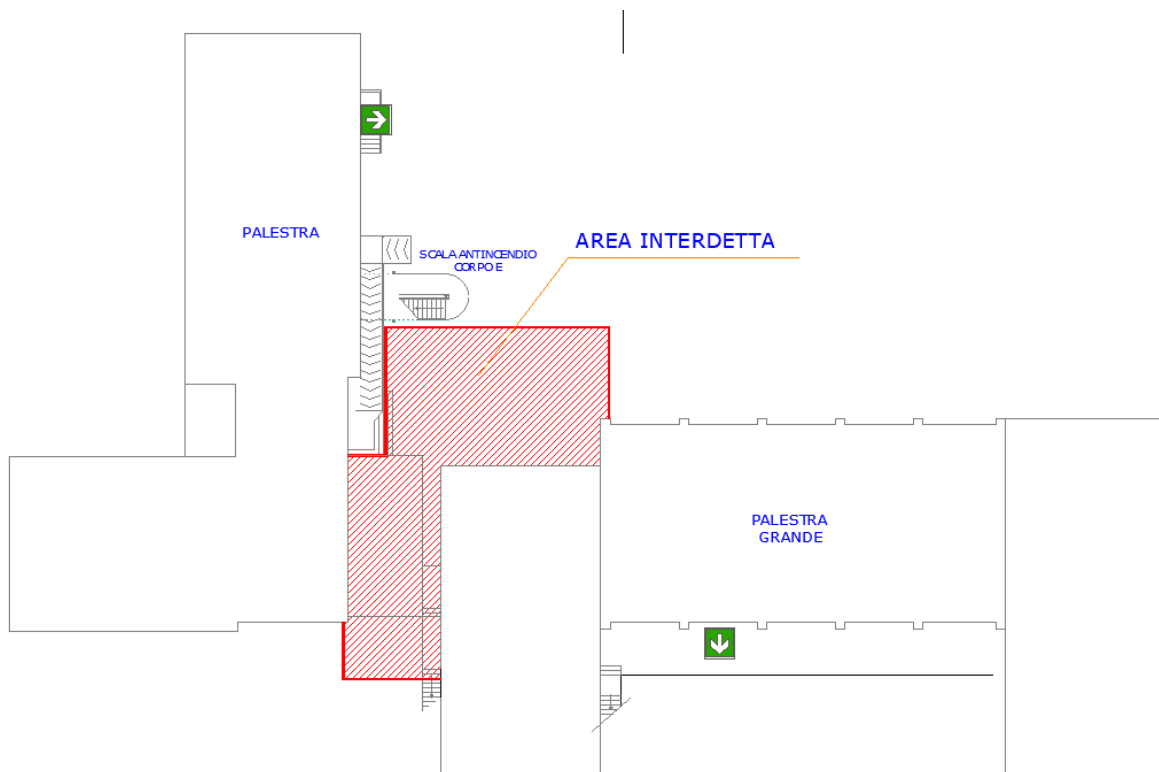 PALESTRA
AREA INTERDETTA
SCALA ANTINCENDIO
CORPO E
PALESTRA
GRANDE